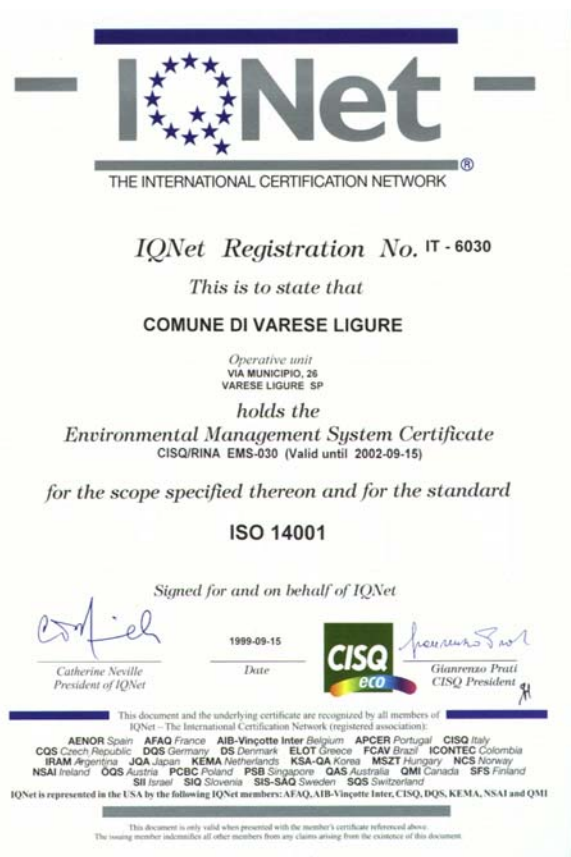 IQNet
®
THE INTERNATIONAL CERTIFICATION NETWORK
IQNet Registration No. IT - 6030
This is to state that
COMUNE DI VARESE LIGURE
Operative unit
VIA MUNICIPIO, 26
VARESE LIGURE SP
holds the
Environmental Management System Certificate
CISQ/RINA EMS-030 (Valid until 2002-09-15)
for the scope specified thereon and for the standard
ISO 14001
Signed for and on behalf of IQNet
1999-09-15
CISQ
eco
Catherine Neville
President of IQNet
Date
Gianrenzo Prati
CISQ President
This document and the underlying certificate are recognized by all members of
IQNet – The International Certification Network (registered association):
AENOR Spain AFAQ France AIB-Vinçotte Inter Belgium APCER Portugal CISQ Italy
CQS Czech Republic DQS Germany DS Denmark ELOT Greece FCAV Brazil ICONTEC Colombia
IRAM Argentina JQA Japan KEMA Netherlands KSA-QA Korea MSZT Hungary NCS Norway
NSAI Ireland ÖQS Austria PCBC Poland PSB Singapore QAS Australia QMI Canada SFS Finland
SII Israel SIQ Slovenia SIS-SAQ Sweden SQS Switzerland
IQNet is represented in the USA by the following IQNet members: AFAQ, AIB-Vinçotte Inter, CISQ, DQS, KEMA, NSAI and QMI
This document is only valid when presented with the member's certificate referenced above.
The issuing member indemnifies all other members from any claims arising from the existence of this document.